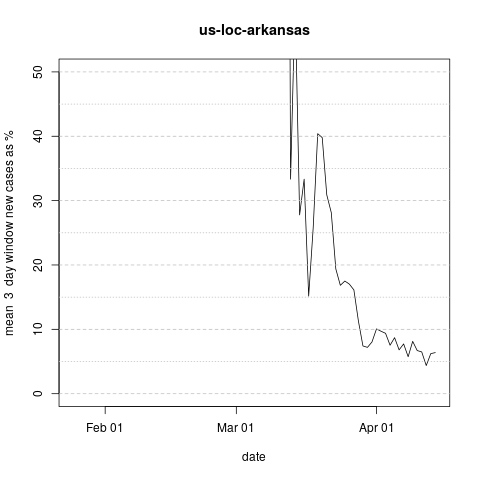 us-loc-arkansas
50
40
30
20
10
0
mean  3  day window new cases as %
Feb 01
Mar 01
Apr 01
date